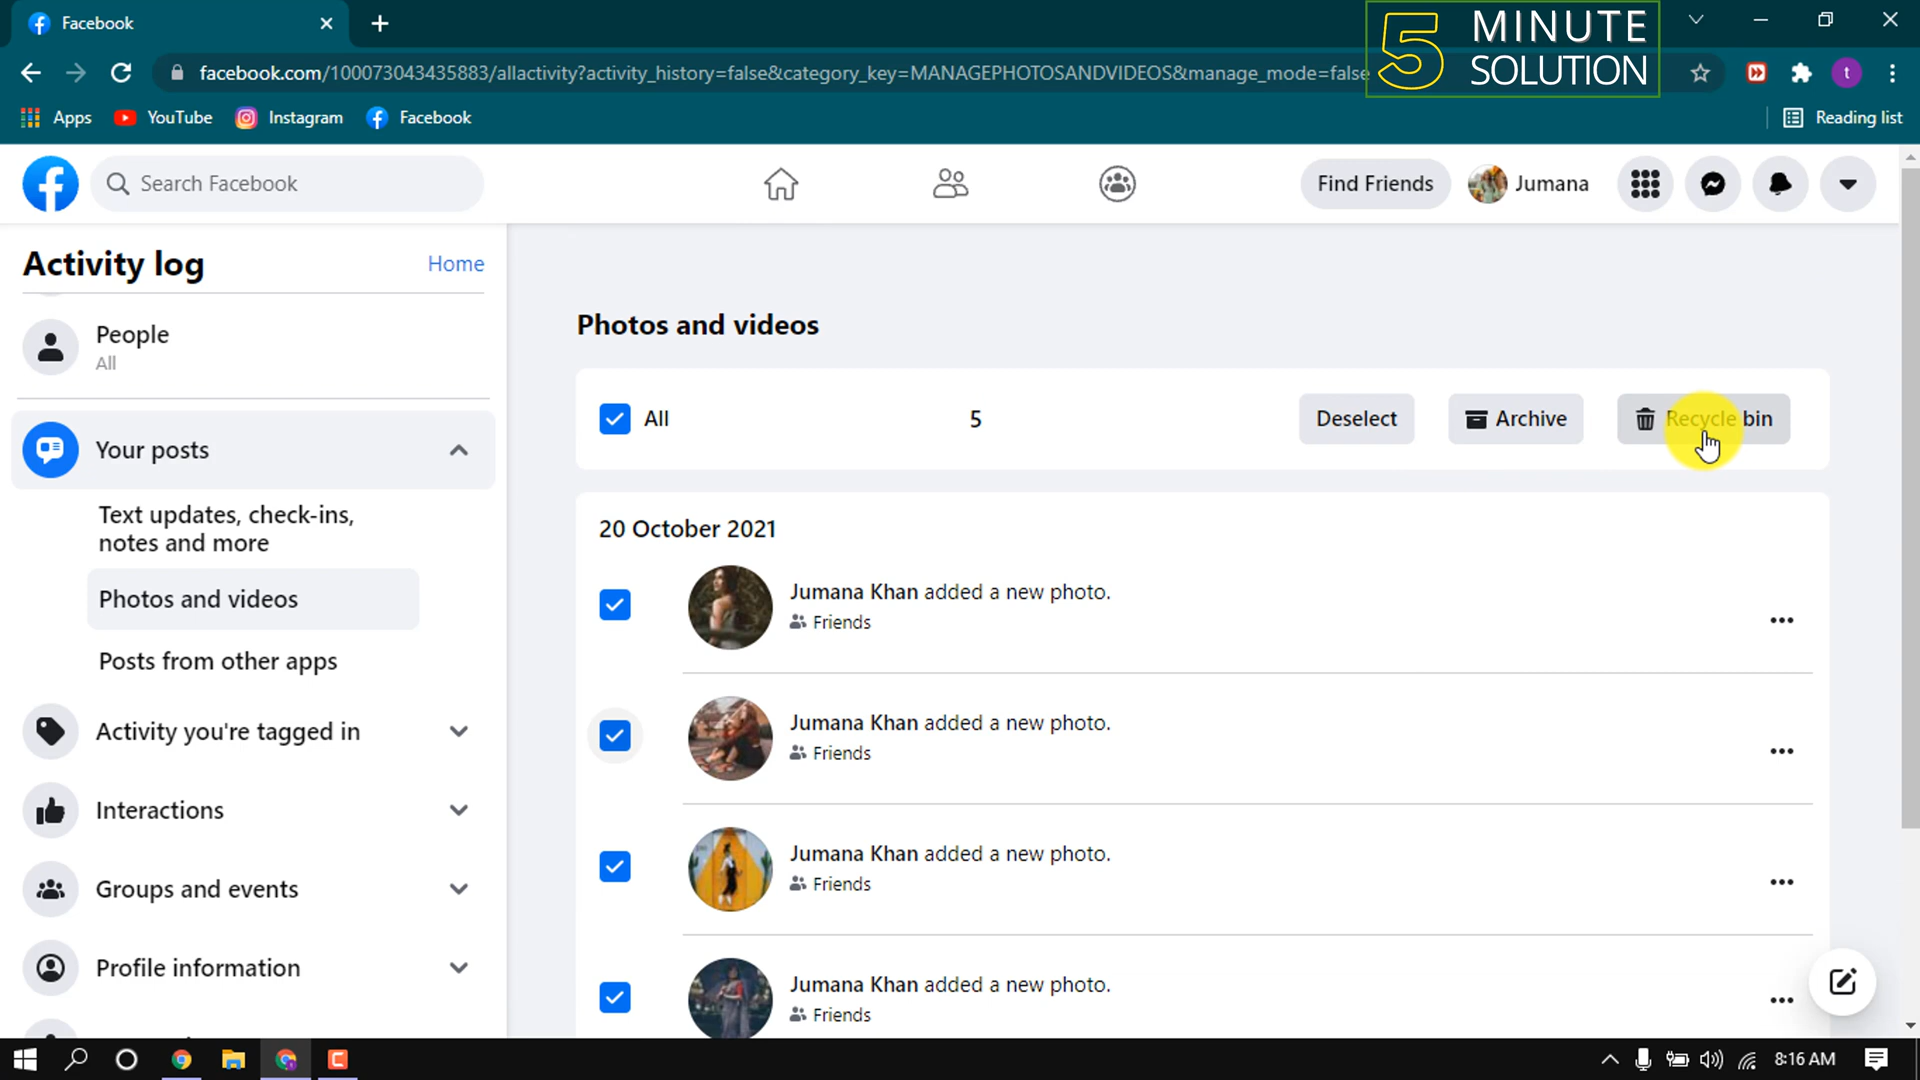 Facebook
5 MINUTE
SOLUTION
facebook.com/100073043435883/allactivity?activity_history=false&category_key=MANAGEPHOTOSANDVIDEOS&manage_mode=false
t
Apps YouTube Instagram Facebook Reading list
Search Facebook Find Friends Jumana
Activity log Home
People
All
Your posts
Text updates, check-ins,
notes and more
Photos and videos
Posts from other apps
Activity you're tagged in
Interactions
Groups and events
Profile information
Photos and videos
All 5 Deselect Archive Recycle bin
20 October 2021
Jumana Khan added a new photo.
Friends
Jumana Khan added a new photo.
Friends
Jumana Khan added a new photo.
Friends
Jumana Khan added a new photo.
Friends
8:16 AM